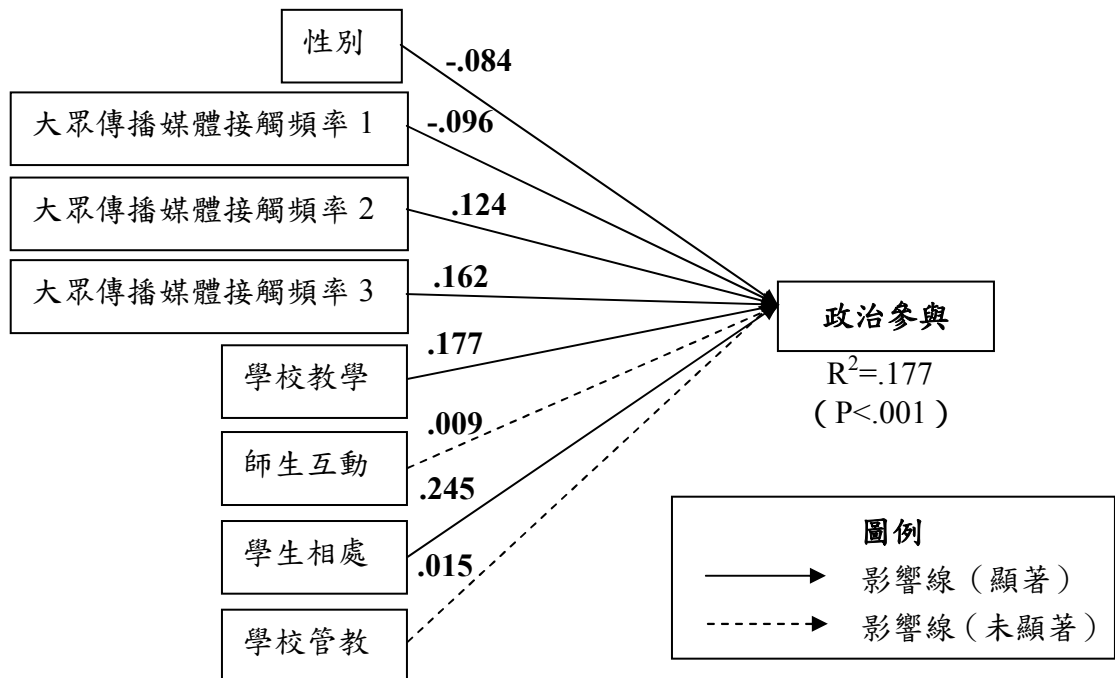 性別
-.084
大眾傳播媒體接觸頻率 1
-.096
大眾傳播媒體接觸頻率 2
.124
大眾傳播媒體接觸頻率 3
.162
政治參與
R²=.177
（P<.001）
學校教學
.177
師生互動
.009
學生相處
.245
學校管教
.015
圖例
影響線（顯著）
影響線（未顯著）